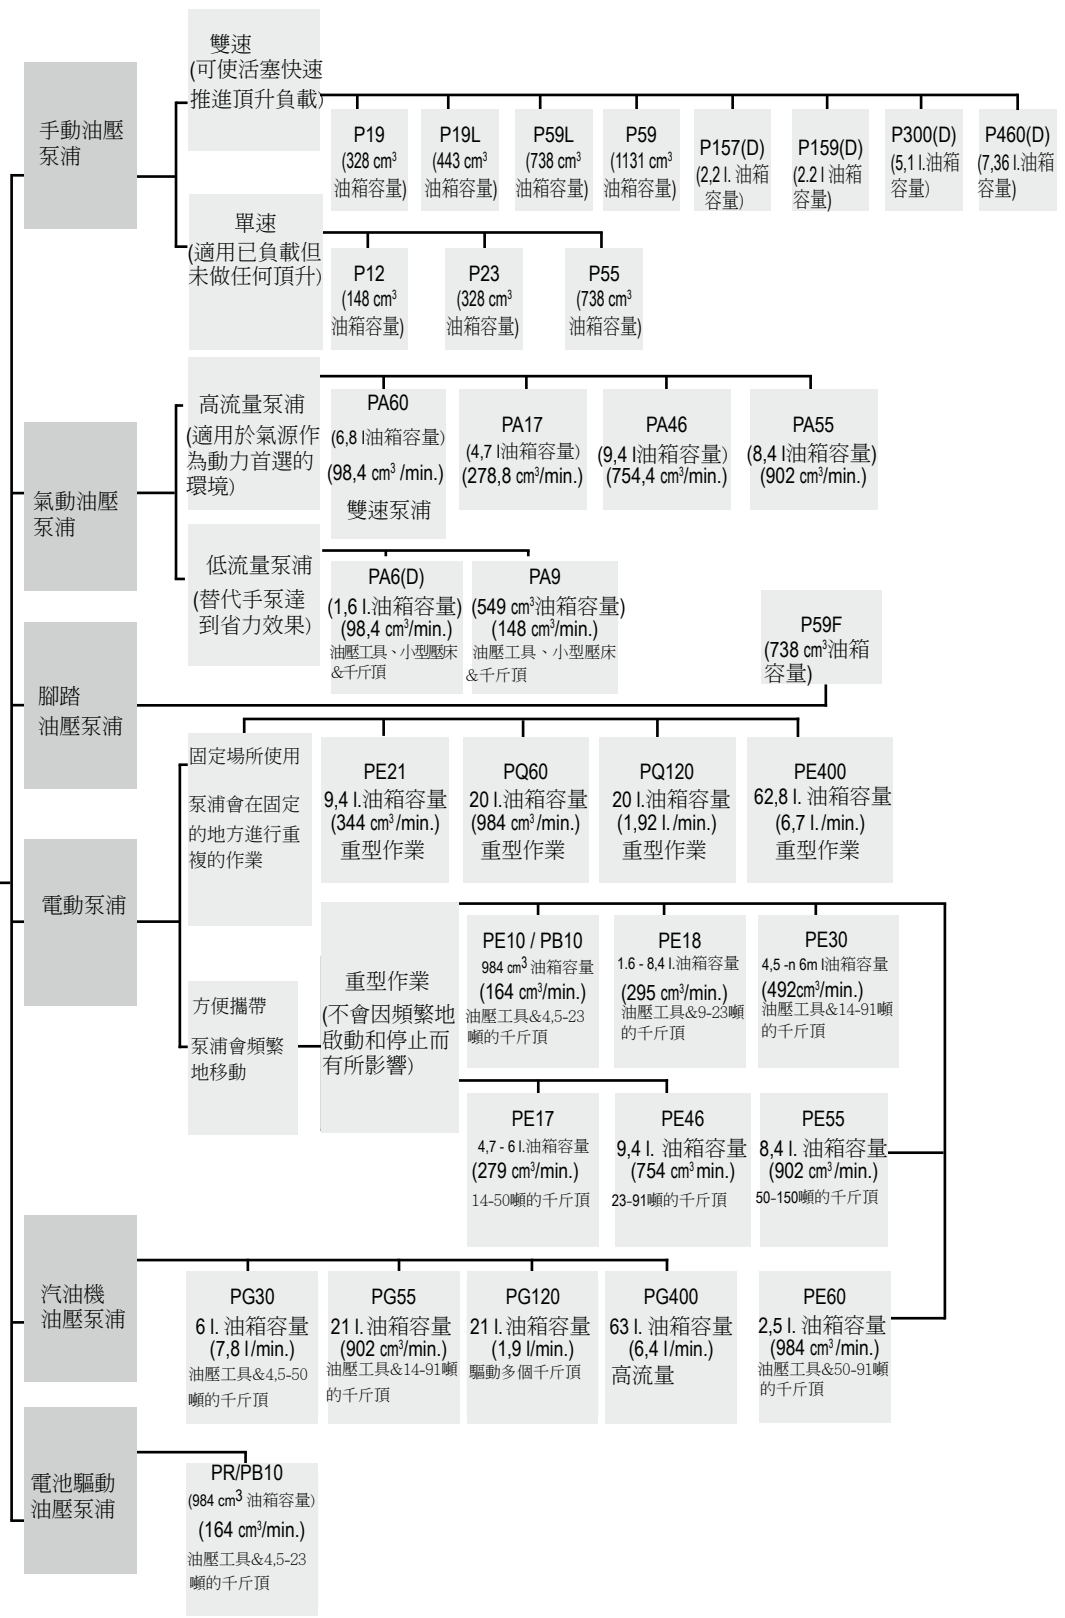 手動油壓
泵浦
雙速
(可使活塞快速
推進頂升負載)
P19
(328 cm³
油箱容量)
P19L
(443 cm³
油箱容量)
P59L
(738 cm³
油箱容量)
P59
(1131 cm³
油箱容量)
P157(D)
(2,2 l. 油箱
容量)
P159(D)
(2.2 l 油箱
容量)
P300(D)
(5,1 l.油箱
容量)
P460(D)
(7,36 l.油箱
容量)
單速
(適用已負載但
未做任何頂升)
P12
(148 cm³
油箱容量)
P23
(328 cm³
油箱容量)
P55
(738 cm³
油箱容量)
氣動油壓
泵浦
高流量泵浦
(適用於氣源作
為動力首選的
環境)
PA60
(6,8 l油箱容量)
(98,4 cm³ /min.)
雙速泵浦
PA17
(4,7 l油箱容量)
(278,8 cm³/min.)
PA46
(9,4 l油箱容量)
(754,4 cm³/min.)
PA55
(8,4 l油箱容量)
(902 cm³/min.)
低流量泵浦
(替代手泵達
到省力效果)
PA6(D)
(1,6 l.油箱容量)
(98,4 cm³/min.)
油壓工具、小型壓床
&千斤頂
PA9
(549 cm³油箱容量)
(148 cm³/min.)
油壓工具、小型壓床
&千斤頂
腳踏
油壓泵浦
P59F
(738 cm³油箱
容量)
電動泵浦
固定場所使用
泵浦會在固定
的地方進行重
複的作業
PE21
9,4 l.油箱容量
(344 cm³/min.)
重型作業
PQ60
20 l.油箱容量
(984 cm³/min.)
重型作業
PQ120
20 l.油箱容量
(1,92 l./min.)
重型作業
PE400
62,8 l. 油箱容量
(6,7 l./min.)
重型作業
方便攜帶
泵浦會頻繁
地移動
重型作業
(不會因頻繁地
啟動和停止而
有所影響)
PE10 / PB10
984 cm³ 油箱容量
(164 cm³/min.)
油壓工具&4,5-23
噸的千斤頂
PE18
1.6 - 8,4 l.油箱容量
(295 cm³/min.)
油壓工具&9-23噸
的千斤頂
PE30
4,5 -n 6m l油箱容量
(492cm³/min.)
油壓工具&14-91噸
的千斤頂
PE17
4,7 - 6 l.油箱容量
(279 cm³/min.)
14-50噸的千斤頂
PE46
9,4 l. 油箱容量
(754 cm³min.)
23-91噸的千斤頂
PE55
8,4 l. 油箱容量
(902 cm³/min.)
50-150噸的千斤頂
PE60
2,5 l. 油箱容量
(984 cm³/min.)
油壓工具&50-91噸
的千斤頂
汽油機
油壓泵浦
PG30
6 l. 油箱容量
(7,8 l/min.)
油壓工具&4,5-50
噸的千斤頂
PG55
21 l. 油箱容量
(902 cm³/min.)
油壓工具&14-91噸
的千斤頂
PG120
21 l. 油箱容量
(1,9 l/min.)
驅動多個千斤頂
PG400
63 l. 油箱容量
(6,4 l/min.)
高流量
電池驅動
油壓泵浦
PR/PB10
(984 cm³ 油箱容量)
(164 cm³/min.)
油壓工具&4,5-23
噸的千斤頂